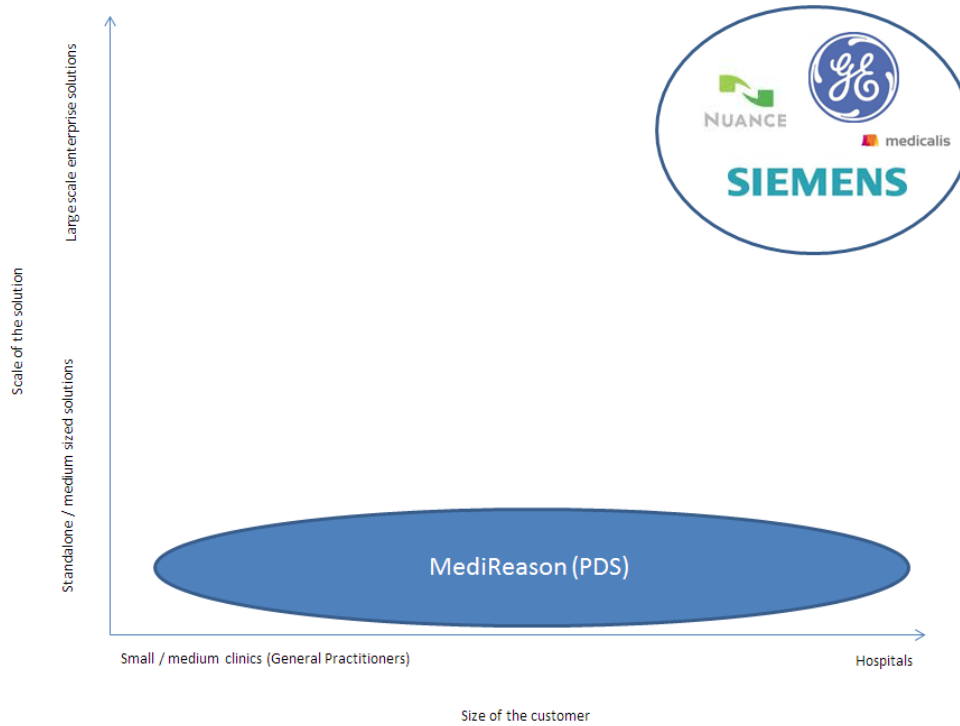 Large scale enterprise solutions
Scale of the solution
Standalone / medium sized solutions
NUANCE
GE
medicalis
SIEMENS
MediReason (PDS)
Small / medium clinics (General Practitioners)
Hospitals
Size of the customer